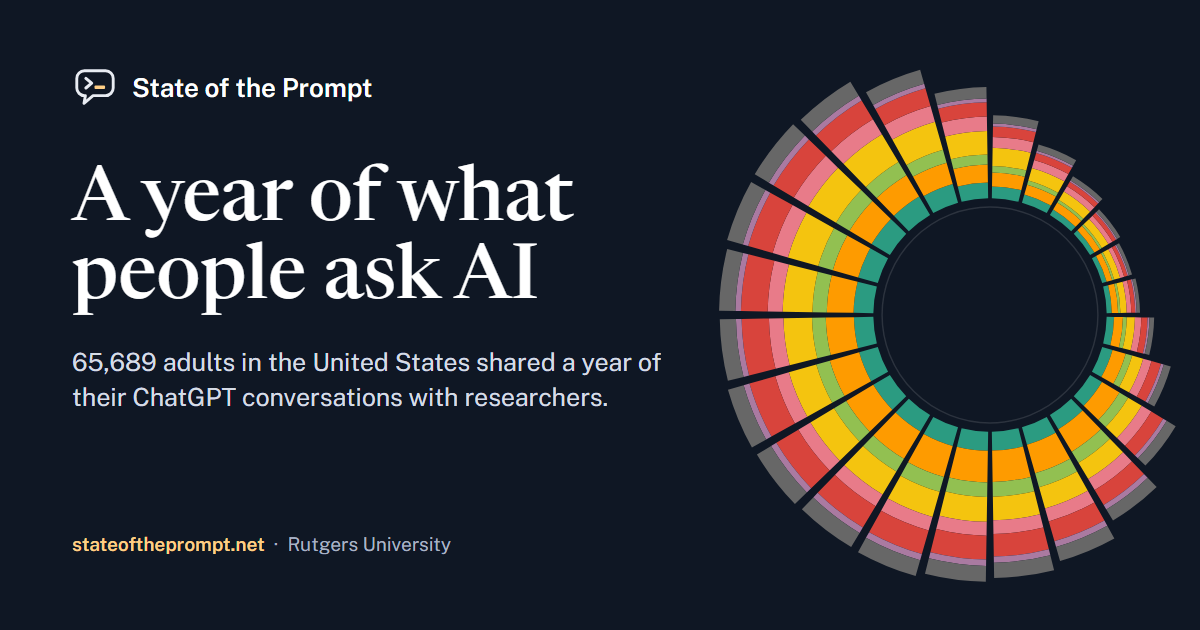 State of the Prompt
A year of what
people ask AI
65,689 adults in the United States shared a year of
their ChatGPT conversations with researchers.
stateoftheprompt.net · Rutgers University